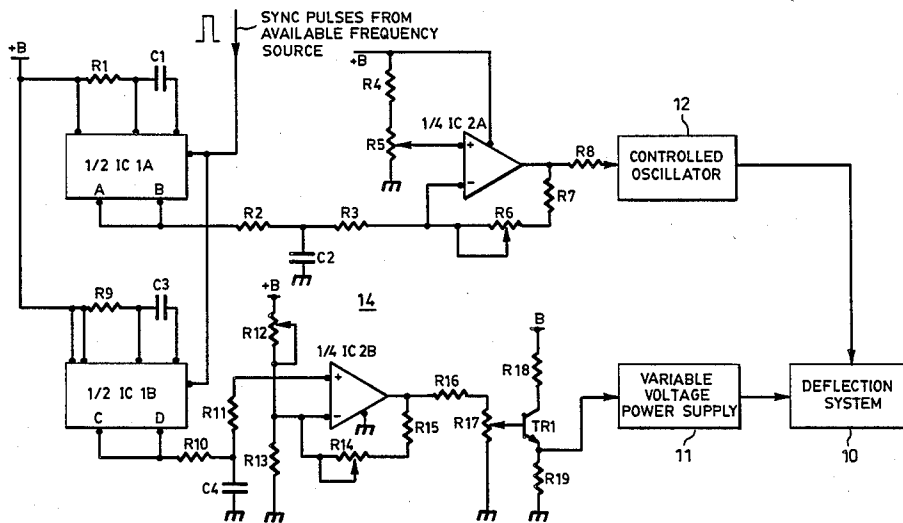 SYNC PULSES FROM
AVAILABLE FREQUENCY
SOURCE
+B
R1
C1
1/2 IC 1A
A
B
R2
R3
C2
+B
R4
R5
1/4 IC 2A
+
-
R6
R7
R8
12
CONTROLLED
OSCILLATOR
R9
C3
1/2 IC 1B
C
D
R10
R11
C4
+B
R12
14
1/4 IC 2B
+
-
R13
R14
R15
R16
R17
B
R18
TR1
R19
VARIABLE
VOLTAGE
POWER SUPPLY
11
DEFLECTION
SYSTEM
10